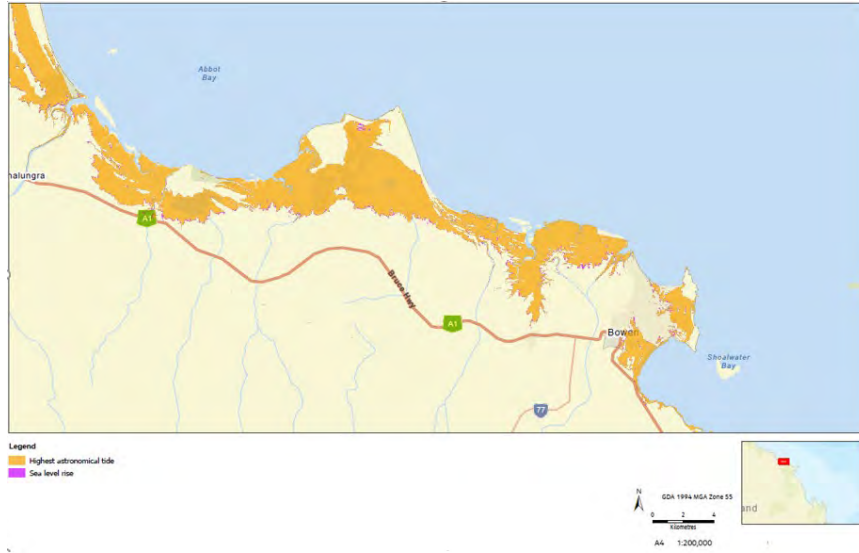 Abbot
Bay
nalungra
A1
Bruce Hwy
A1
Bowen
Shoalwater
Bay
77
Legend
Highest astronomical tide
Sea level rise
N
GDA 1994 MGA Zone 55
0 2 4
Kilometres
A4 1:200,000
and